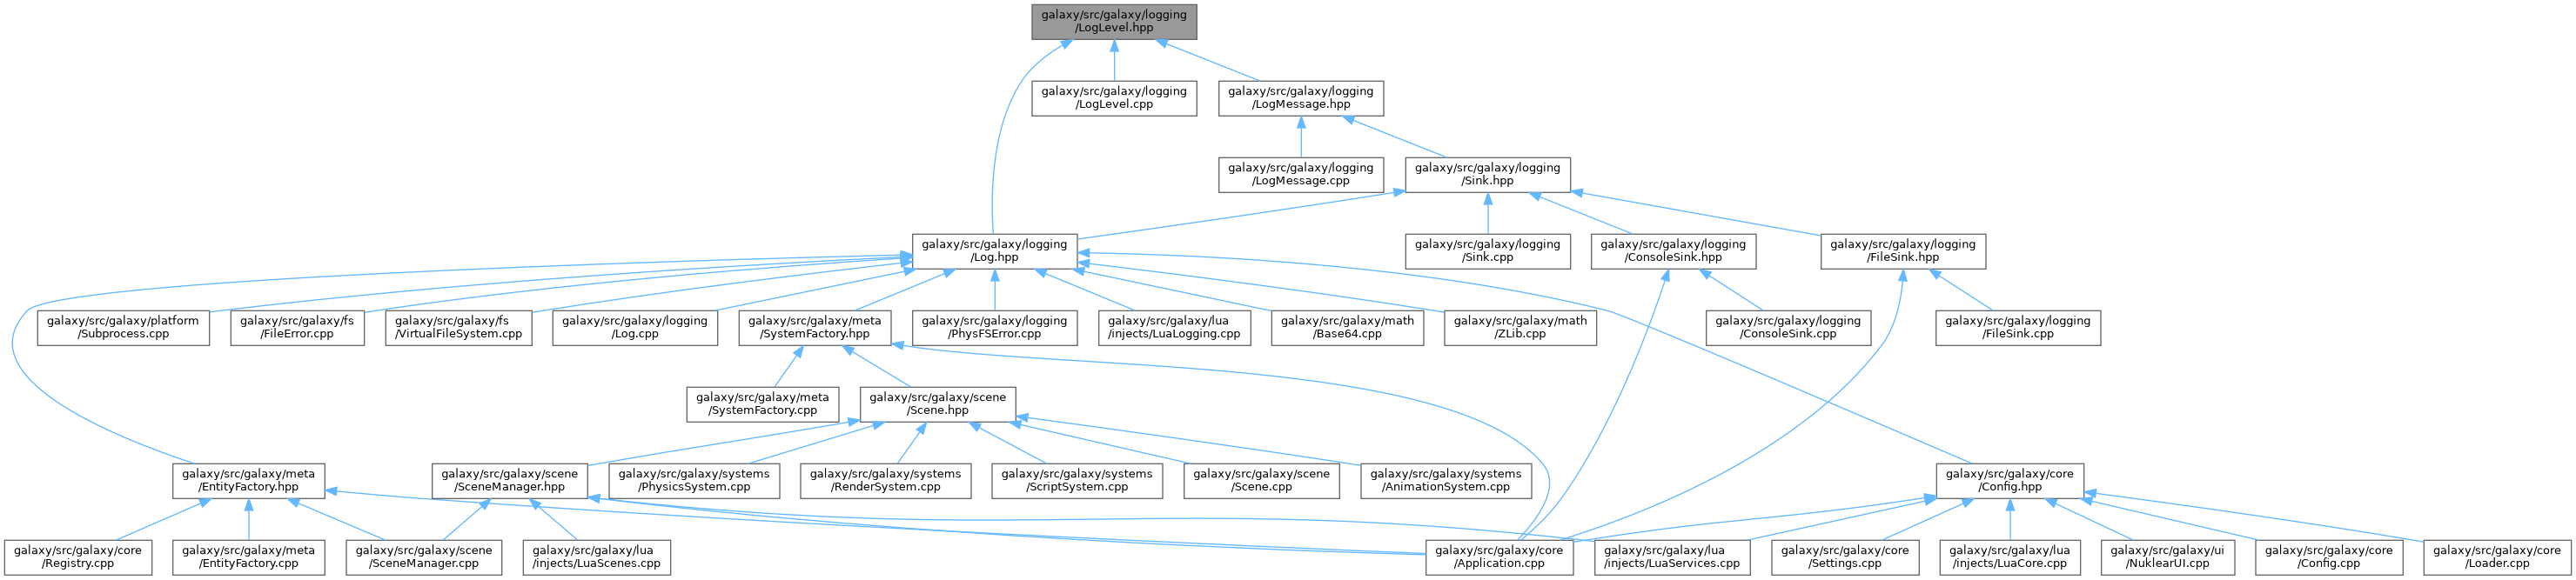 galaxy/src/galaxy/logging
/LogLevel.hpp
galaxy/src/galaxy/logging
/LogLevel.cpp
galaxy/src/galaxy/logging
/LogMessage.hpp
galaxy/src/galaxy/logging
/LogMessage.cpp
galaxy/src/galaxy/logging
/Sink.hpp
galaxy/src/galaxy/logging
/Log.hpp
galaxy/src/galaxy/logging
/Sink.cpp
galaxy/src/galaxy/logging
/ConsoleSink.hpp
galaxy/src/galaxy/logging
/FileSink.hpp
galaxy/src/galaxy/platform
/Subprocess.cpp
galaxy/src/galaxy/fs
/FileError.cpp
galaxy/src/galaxy/fs
/VirtualFileSystem.cpp
galaxy/src/galaxy/logging
/Log.cpp
galaxy/src/galaxy/meta
/SystemFactory.hpp
galaxy/src/galaxy/logging
/PhysFSError.cpp
galaxy/src/galaxy/lua
injects/LuaLogging.cpp
galaxy/src/galaxy/math
/Base64.cpp
galaxy/src/galaxy/math
/ZLib.cpp
galaxy/src/galaxy/logging
/ConsoleSink.cpp
galaxy/src/galaxy/logging
/FileSink.cpp
galaxy/src/galaxy/meta
/SystemFactory.cpp
galaxy/src/galaxy/scene
/Scene.hpp
galaxy/src/galaxy/meta
/EntityFactory.hpp
galaxy/src/galaxy/scene
/SceneManager.hpp
galaxy/src/galaxy/systems
/PhysicsSystem.cpp
galaxy/src/galaxy/systems
/RenderSystem.cpp
galaxy/src/galaxy/systems
/ScriptSystem.cpp
galaxy/src/galaxy/scene
/Scene.cpp
galaxy/src/galaxy/systems
/AnimationSystem.cpp
galaxy/src/galaxy/core
/Config.hpp
galaxy/src/galaxy/core
/Registry.cpp
galaxy/src/galaxy/meta
/EntityFactory.cpp
galaxy/src/galaxy/scene
/SceneManager.cpp
galaxy/src/galaxy/lua
injects/LuaScenes.cpp
galaxy/src/galaxy/core
/Application.cpp
galaxy/src/galaxy/lua
/injects/LuaServices.cpp
galaxy/src/galaxy/core
/Settings.cpp
galaxy/src/galaxy/lua
injects/LuaCore.cpp
galaxy/src/galaxy/ui
/NuklearUI.cpp
galaxy/src/galaxy/core
/Config.cpp
galaxy/src/galaxy/core
/Loader.cpp